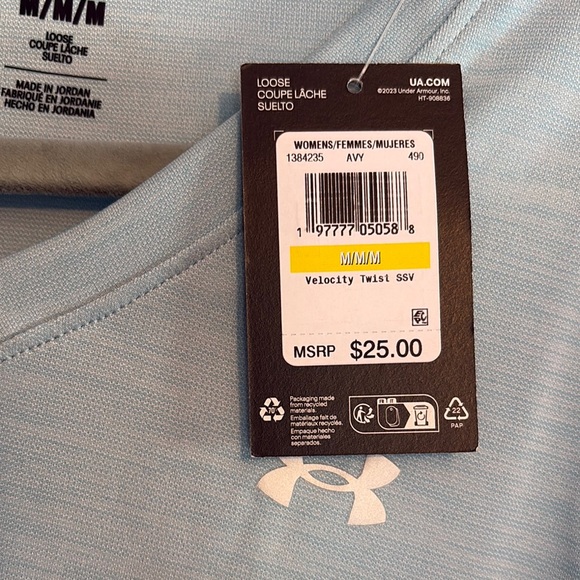 M/M/M
LOOSE
COUPE LÂCHE
SUELTO
MADE IN JORDAN
FABRIQUÉ EN JORDANIE
HECHO EN JORDANIA
LOOSE
COUPE LÂCHE
SUELTO
UA.COM
©2023 Under Armour, Inc.
HT-908836
WOMENS/FEMMES/MUJERES
1384235 AVY 490
1 97777 05058 8
M/M/M
Velocity Twist SSV
MSRP $25.00
70%
Packaging made
from recycled
materials.
Emballage fait de
matériaux recyclés.
Empaque hecho
con materiales
separados.
FR
22
PAP